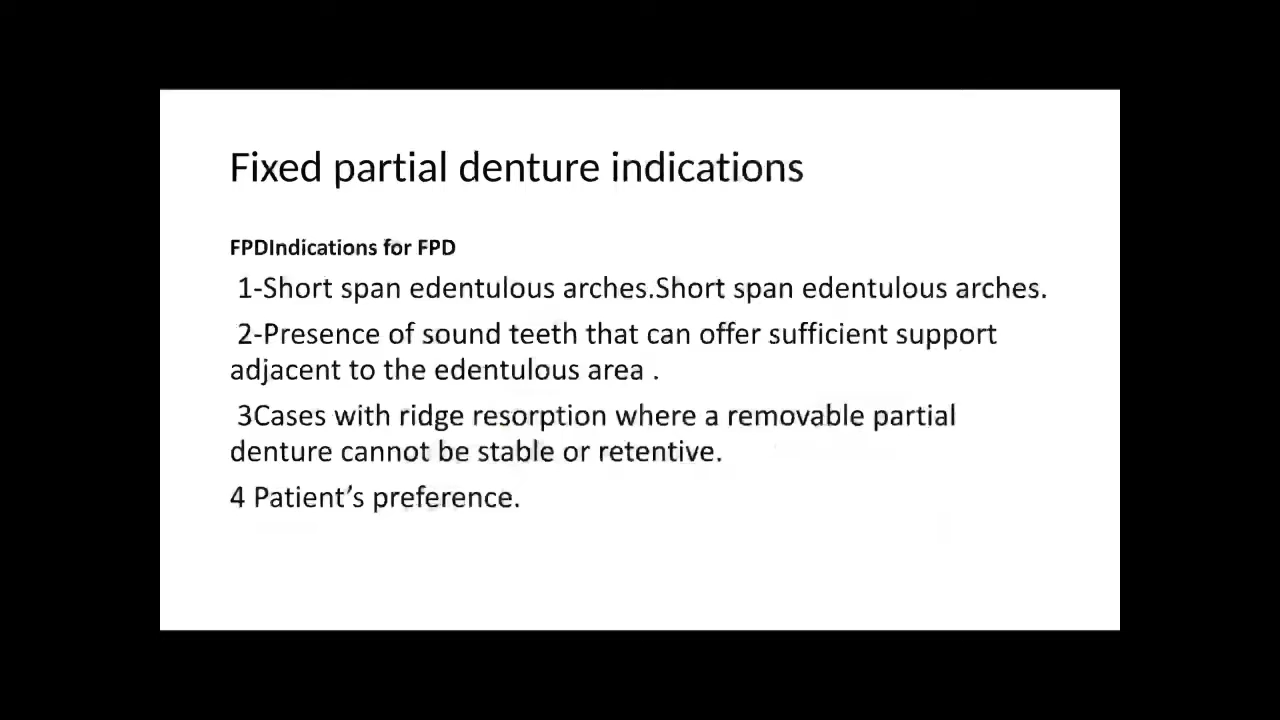 Fixed partial denture indications
FPDIndications for FPD
1-Short span edentulous arches.Short span edentulous arches.
2-Presence of sound teeth that can offer sufficient support
adjacent to the edentulous area .
3Cases with ridge resorption where a removable partial
denture cannot be stable or retentive.
4 Patient’s preference.